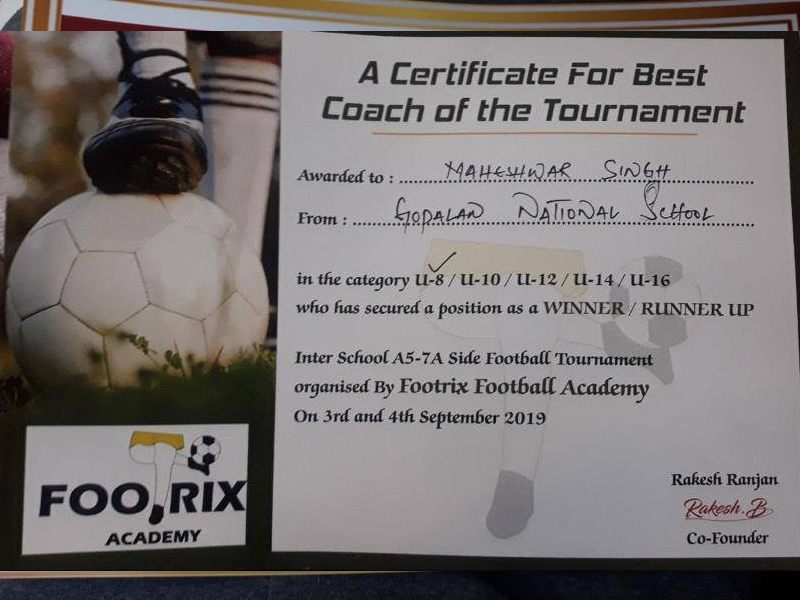 A Certificate For Best
Coach of the Tournament
Awarded to : MAHESHWAR SINGH
From : GOPALAN NATIONAL SCHOOL
in the category U-8 / U-10 / U-12 / U-14 / U-16
who has secured a position as a WINNER / RUNNER UP
Inter School A5-7A Side Football Tournament
organised By Footrix Football Academy
On 3rd and 4th September 2019
FOOTRIX
ACADEMY
Rakesh Ranjan
Rakesh.B
Co-Founder